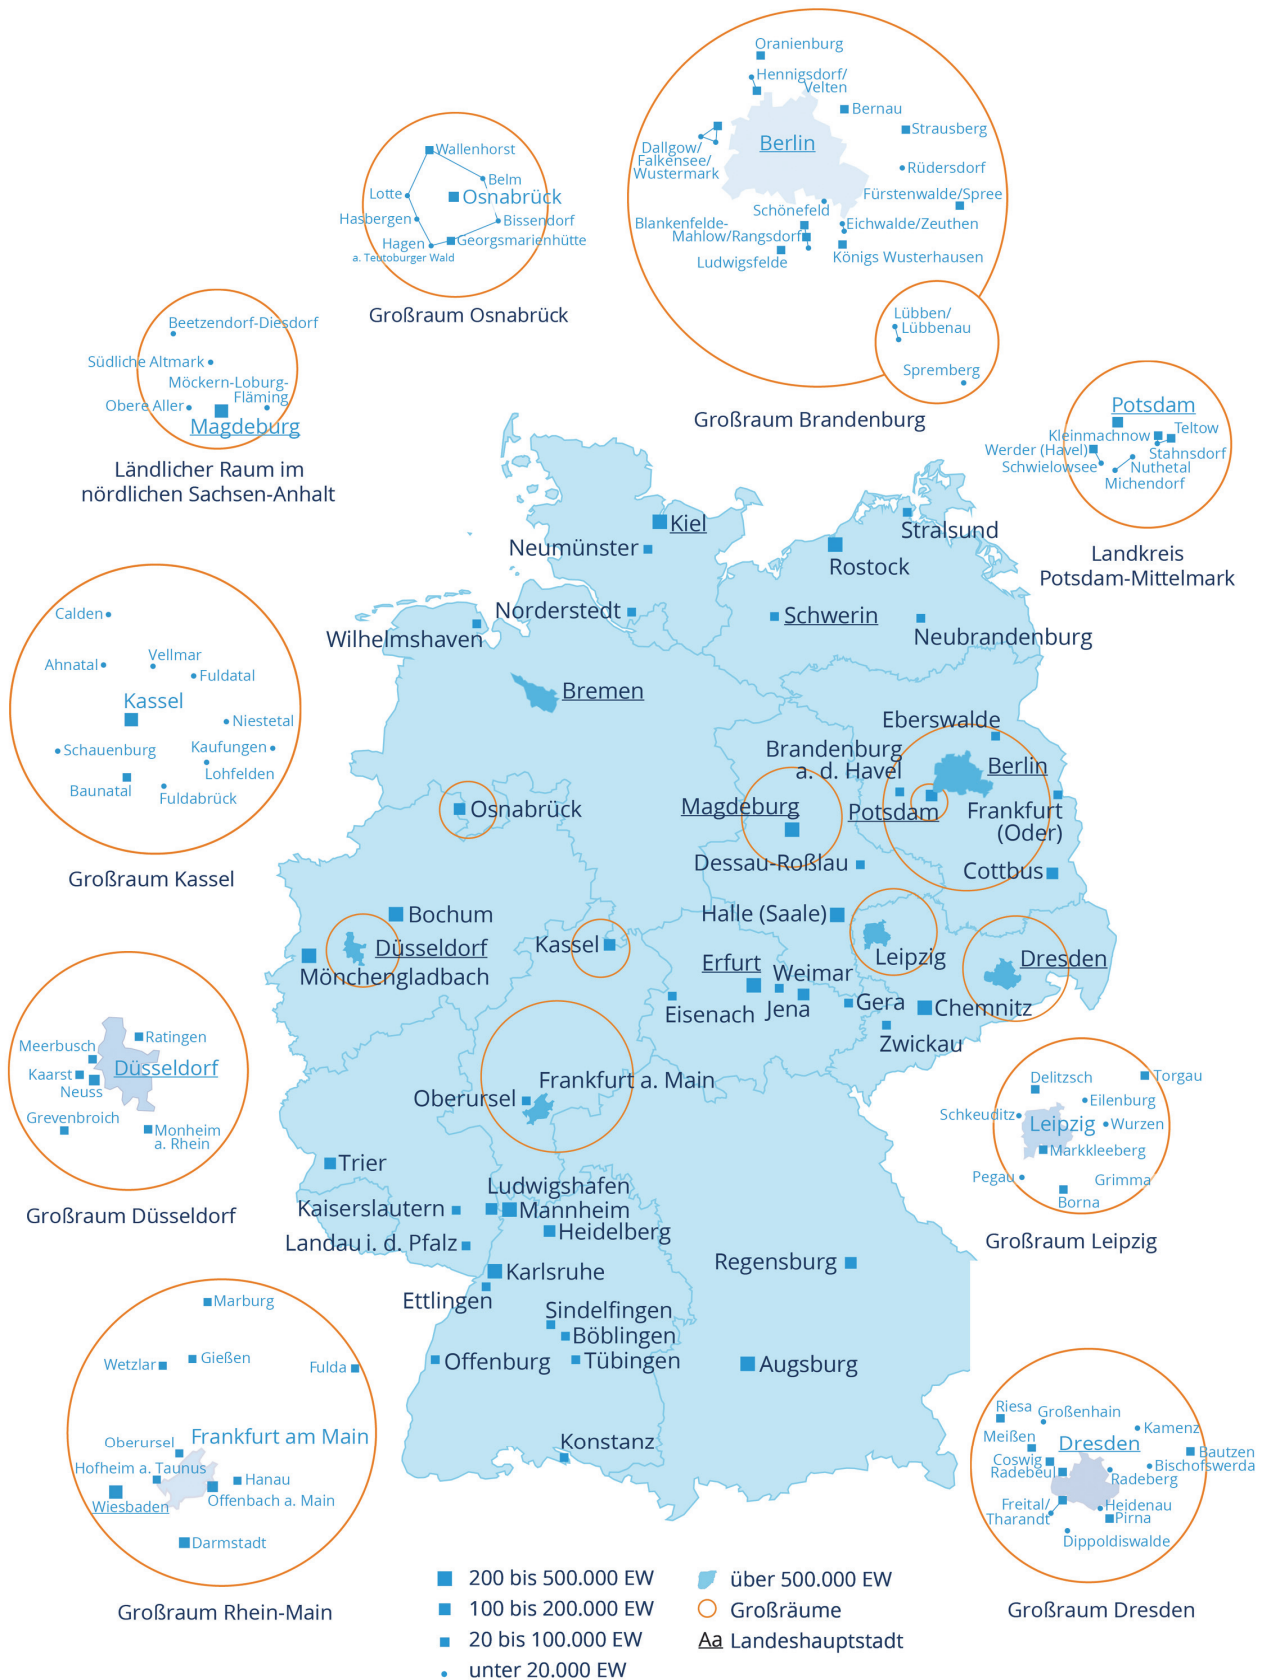 Oranienburg
Hennigsdorf/
Velten
Bernau
Strausberg
Berlin
Dallgow/
Falkensee/
Wustermark
Rüdersdorf
Fürstenwalde/Spree
Schönefeld
Blankenfelde-
Mahlow/Rangsdorf
Eichwalde/Zeuthen
Ludwigsfelde
Königs Wusterhausen
Lübben/
Lübbenau
Spremberg
Großraum Brandenburg
Wallenhorst
Belm
Lotte
Osnabrück
Hasbergen
Bissendorf
Hagen
a. Teutoburger Wald
Georgsmarienhütte
Großraum Osnabrück
Beetzendorf-Diesdorf
Südliche Altmark
Möckern-Loburg-
Fläming
Obere Aller
Magdeburg
Ländlicher Raum im
nördlichen Sachsen-Anhalt
Potsdam
Kleinmachnow
Teltow
Werder (Havel)
Stahnsdorf
Schwielowsee
Nuthetal
Michendorf
Landkreis
Potsdam-Mittelmark
Calden
Ahnatal
Vellmar
Fuldatal
Kassel
Niestetal
Schauenburg
Kaufungen
Lohfelden
Baunatal
Fuldabrück
Großraum Kassel
Kiel
Neumünster
Stralsund
Rostock
Norderstedt
Schwerin
Wilhelmshaven
Neubrandenburg
Bremen
Eberswalde
Brandenburg
a. d. Havel
Berlin
Magdeburg
Potsdam
Frankfurt
(Oder)
Osnabrück
Dessau-Roßlau
Cottbus
Bochum
Halle (Saale)
Düsseldorf
Kassel
Leipzig
Mönchengladbach
Erfurt
Weimar
Dresden
Eisenach
Jena
Gera
Chemnitz
Zwickau
Frankfurt a. Main
Oberursel
Trier
Ludwigshafen
Kaiserslautern
Mannheim
Heidelberg
Landau i. d. Pfalz
Regensburg
Karlsruhe
Ettlingen
Sindelfingen
Böblingen
Offenburg
Tübingen
Augsburg
Konstanz
Ratingen
Meerbusch
Düsseldorf
Kaarst
Neuss
Grevenbroich
Monheim
a. Rhein
Großraum Düsseldorf
Delitzsch
Torgau
Eilenburg
Schkeuditz
Leipzig
Wurzen
Markkleeberg
Pegau
Grimma
Borna
Großraum Leipzig
Marburg
Wetzlar
Gießen
Fulda
Frankfurt am Main
Oberursel
Hofheim a. Taunus
Hanau
Wiesbaden
Offenbach a. Main
Darmstadt
Großraum Rhein-Main
Riesa
Großenhain
Kamenz
Meißen
Dresden
Bautzen
Coswig
Bischofswerda
Radebeul
Radeberg
Freital/
Tharandt
Heidenau
Pirna
Dippoldiswalde
Großraum Dresden
200 bis 500.000 EW
100 bis 200.000 EW
20 bis 100.000 EW
unter 20.000 EW
über 500.000 EW
Großräume
Aa Landeshauptstadt